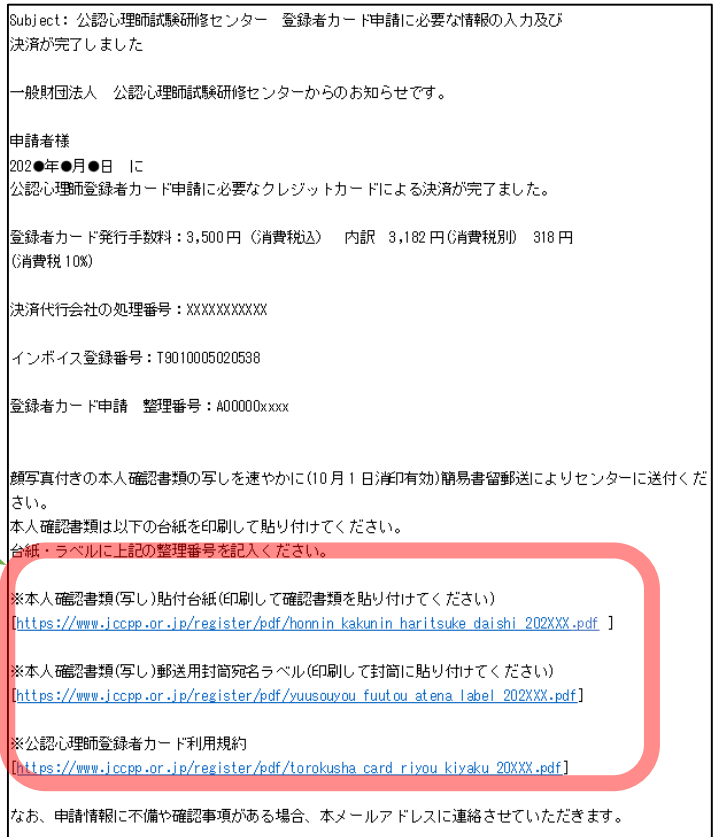 Subject: 公認心理師試験研修センター　登録者カード申請に必要な情報の入力及び
決済が完了しました
一般財団法人　公認心理師試験研修センターからのお知らせです。
申請者様
202●年●月●日　に
公認心理師登録者カード申請に必要なクレジットカードによる決済が完了ました。
登録者カード発行手数料：3,500円（消費税込）　内訳　3,182円(消費税別)　318円
(消費税10%)
決済代行会社の処理番号：XXXXXXXXXXX
インボイス登録番号：T9010005020538
登録者カード申請　整理番号：A00000xxxx
顔写真付きの本人確認書類の写しを速やかに(10月1日消印有効)簡易書留郵送によりセンターに送付くだ
さい。
本人確認書類は以下の台紙を印刷して貼り付けてください。
台紙・ラベルに上記の整理番号を記入ください。
※本人確認書類(写し)貼付台紙(印刷して確認書類を貼り付けてください)
[https://www.jccpp.or.jp/register/pdf/honnin_kakunin_haritsuke_daishi_202XXX.pdf ]
※本人確認書類(写し)郵送用封筒宛名ラベル(印刷して封筒に貼り付けてください)
[https://www.jccpp.or.jp/register/pdf/yuusouyou_fuutou_atena_label_202XXX.pdf]
※公認心理師登録者カード利用規約
[https://www.jccpp.or.jp/register/pdf/torokusha_card_riyou_kiyaku_20XXX.pdf]
なお、申請情報に不備や確認事項がある場合、本メールアドレスに連絡させていただきます。